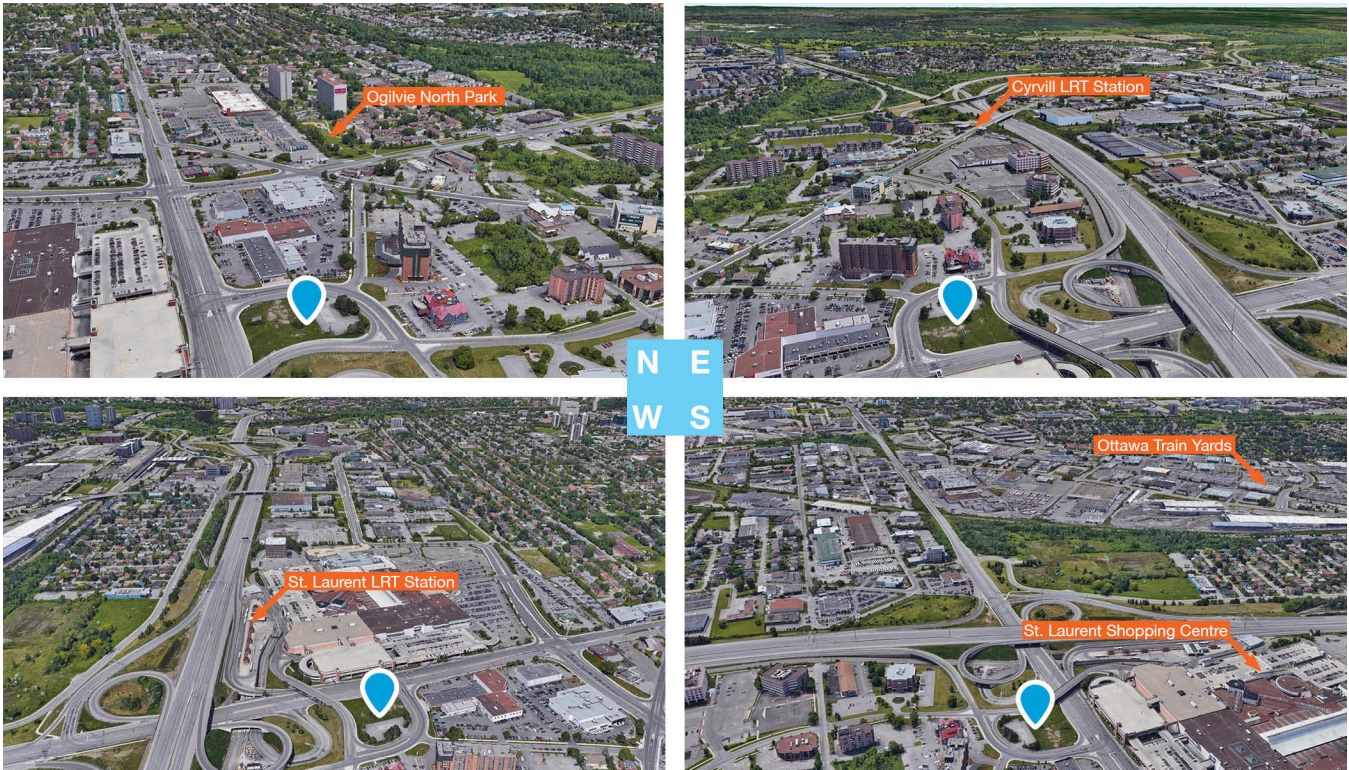 Ogilvie North Park
Cyrvill LRT Station
N E
W S
St. Laurent LRT Station
Ottawa Train Yards
St. Laurent Shopping Centre